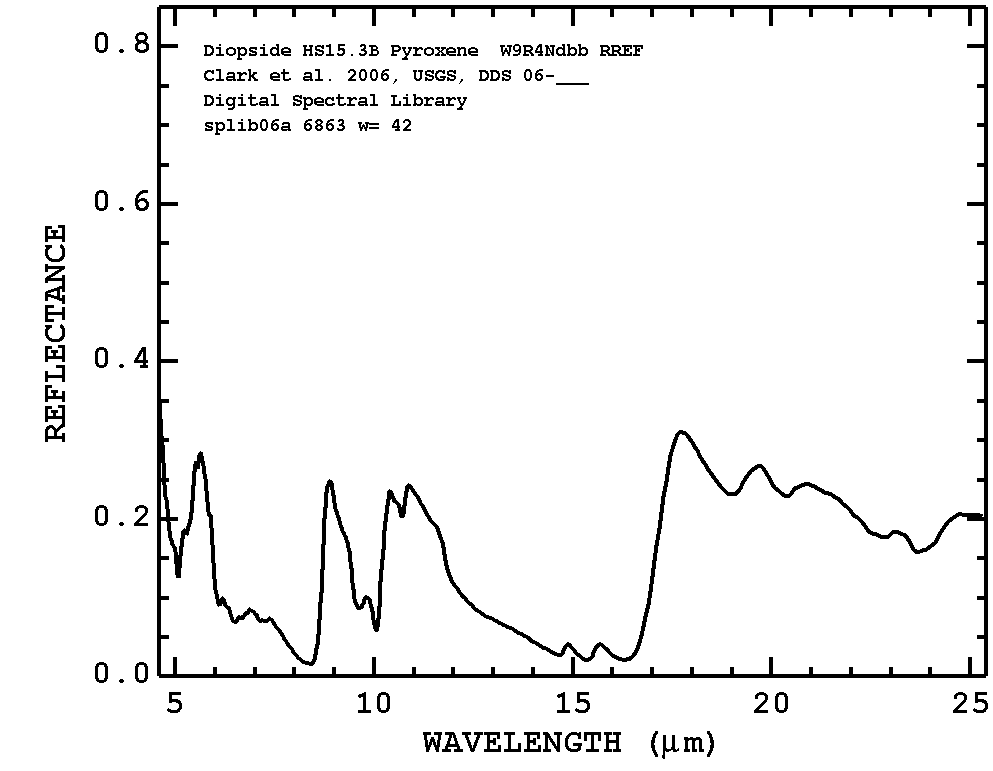 Diopside HS15.3B Pyroxene W9R4Ndbb RREF
Clark et al. 2006, USGS, DDS 06-___
Digital Spectral Library
splib06a 6863 w= 42
0.8
0.6
0.4
0.2
0.0
REFLECTANCE
5 10 15 20 25
WAVELENGTH (μm)